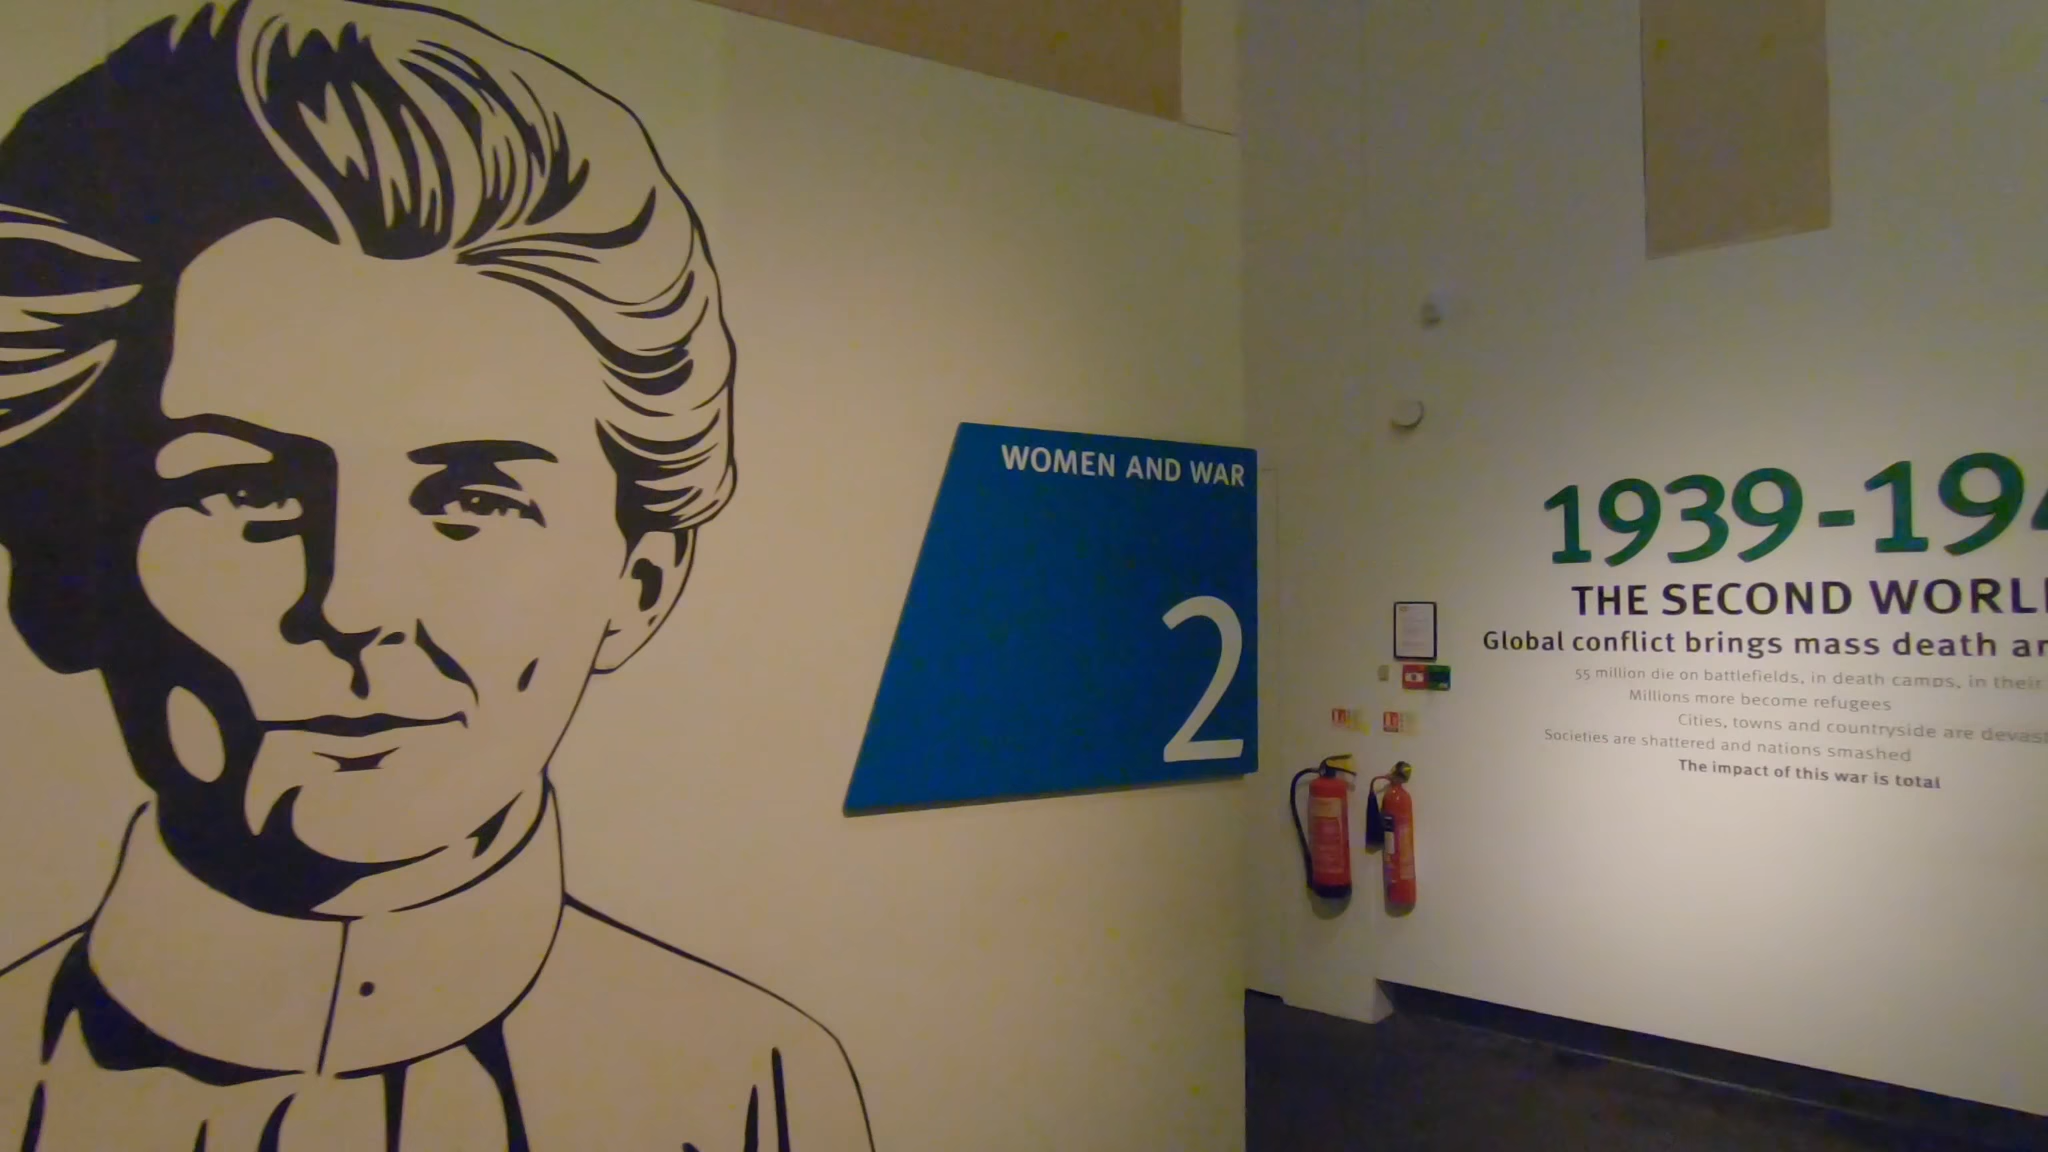 WOMEN AND WAR
2
1939-194
THE SECOND WORL
Global conflict brings mass death an
55 million die on battlefields, in death camps, in their
Millions more become refugees
Cities, towns and countryside are devast
Societies are shattered and nations smashed
The impact of this war is total